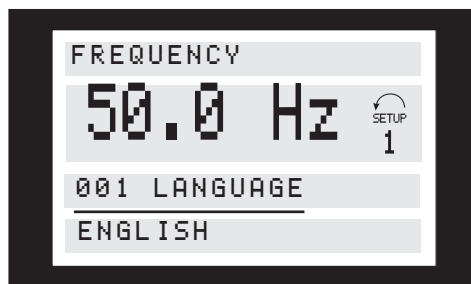 FREQUENCY
50.0 Hz
SETUP
1
001 LANGUAGE
ENGLISH